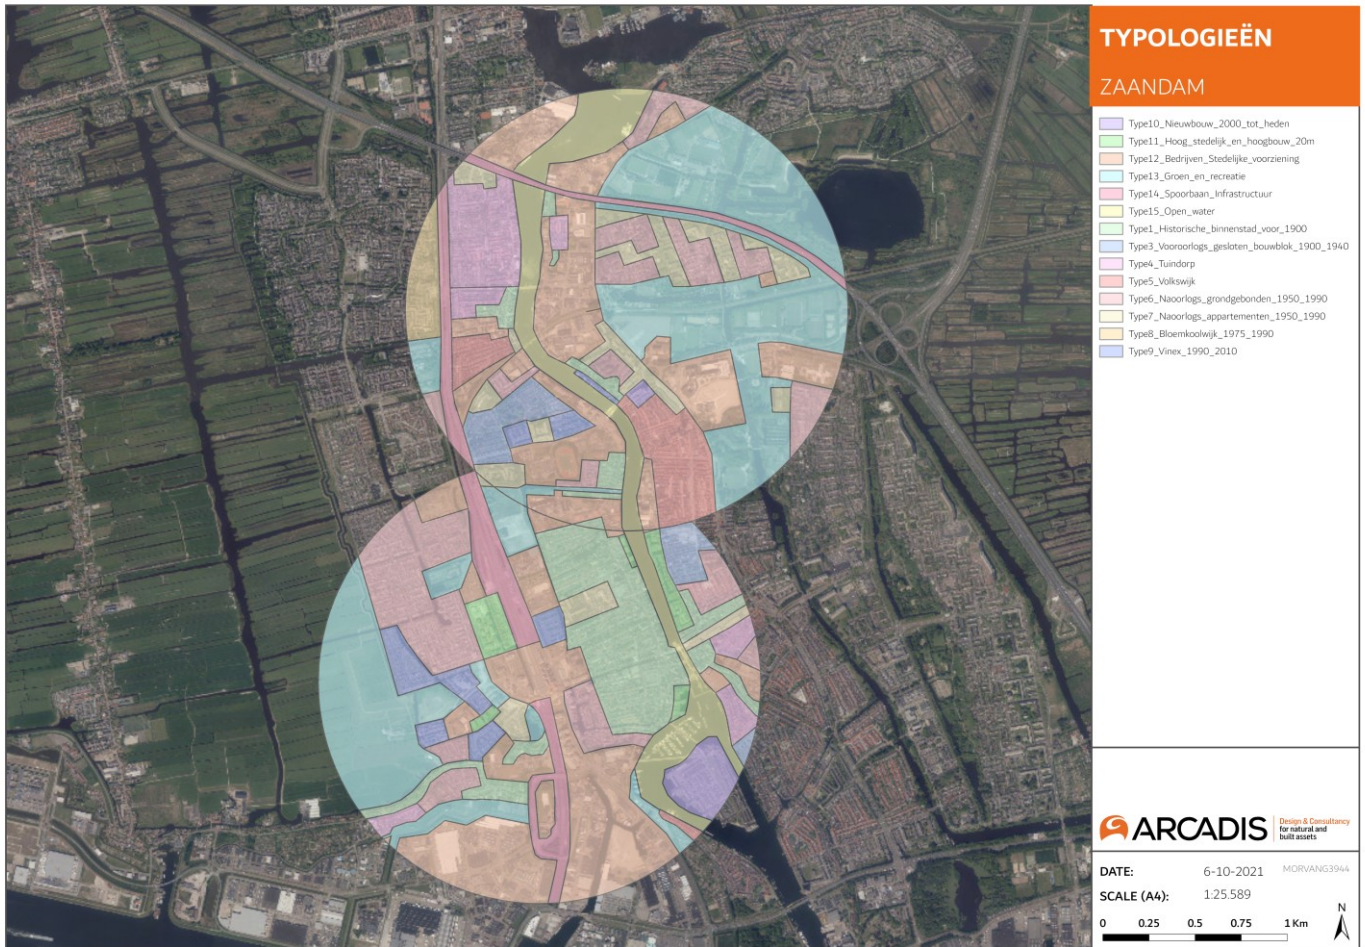 TYPOLOGIEËN
ZAANDAM
Type10_Nieuwbouw_2000_tot_heden
Type11_Hoog_stedelijk_en_hoogbouw_20m
Type12_Bedrijven_Stedelijke_voorziening
Type13_Groen_en_recreatie
Type14_Spoorbaan_Infrastructuur
Type15_Open_water
Type1_Historische_binnenstad_voor_1900
Type3_Vooroorlogs_gesloten_bouwblok_1900_1940
Type4_Tuindorp
Type5_Volkswijk
Type6_Naoorlogs_grondgebonden_1950_1990
Type7_Naoorlogs_appartementen_1950_1990
Type8_Bloemkoolwijk_1975_1990
Type9_Vinex_1990_2010
ARCADIS
Design & Consultancy
for natural and
built assets
DATE: 6-10-2021 MORVANG3944
SCALE (A4): 1:25.589
0 0.25 0.5 0.75 1 Km
N